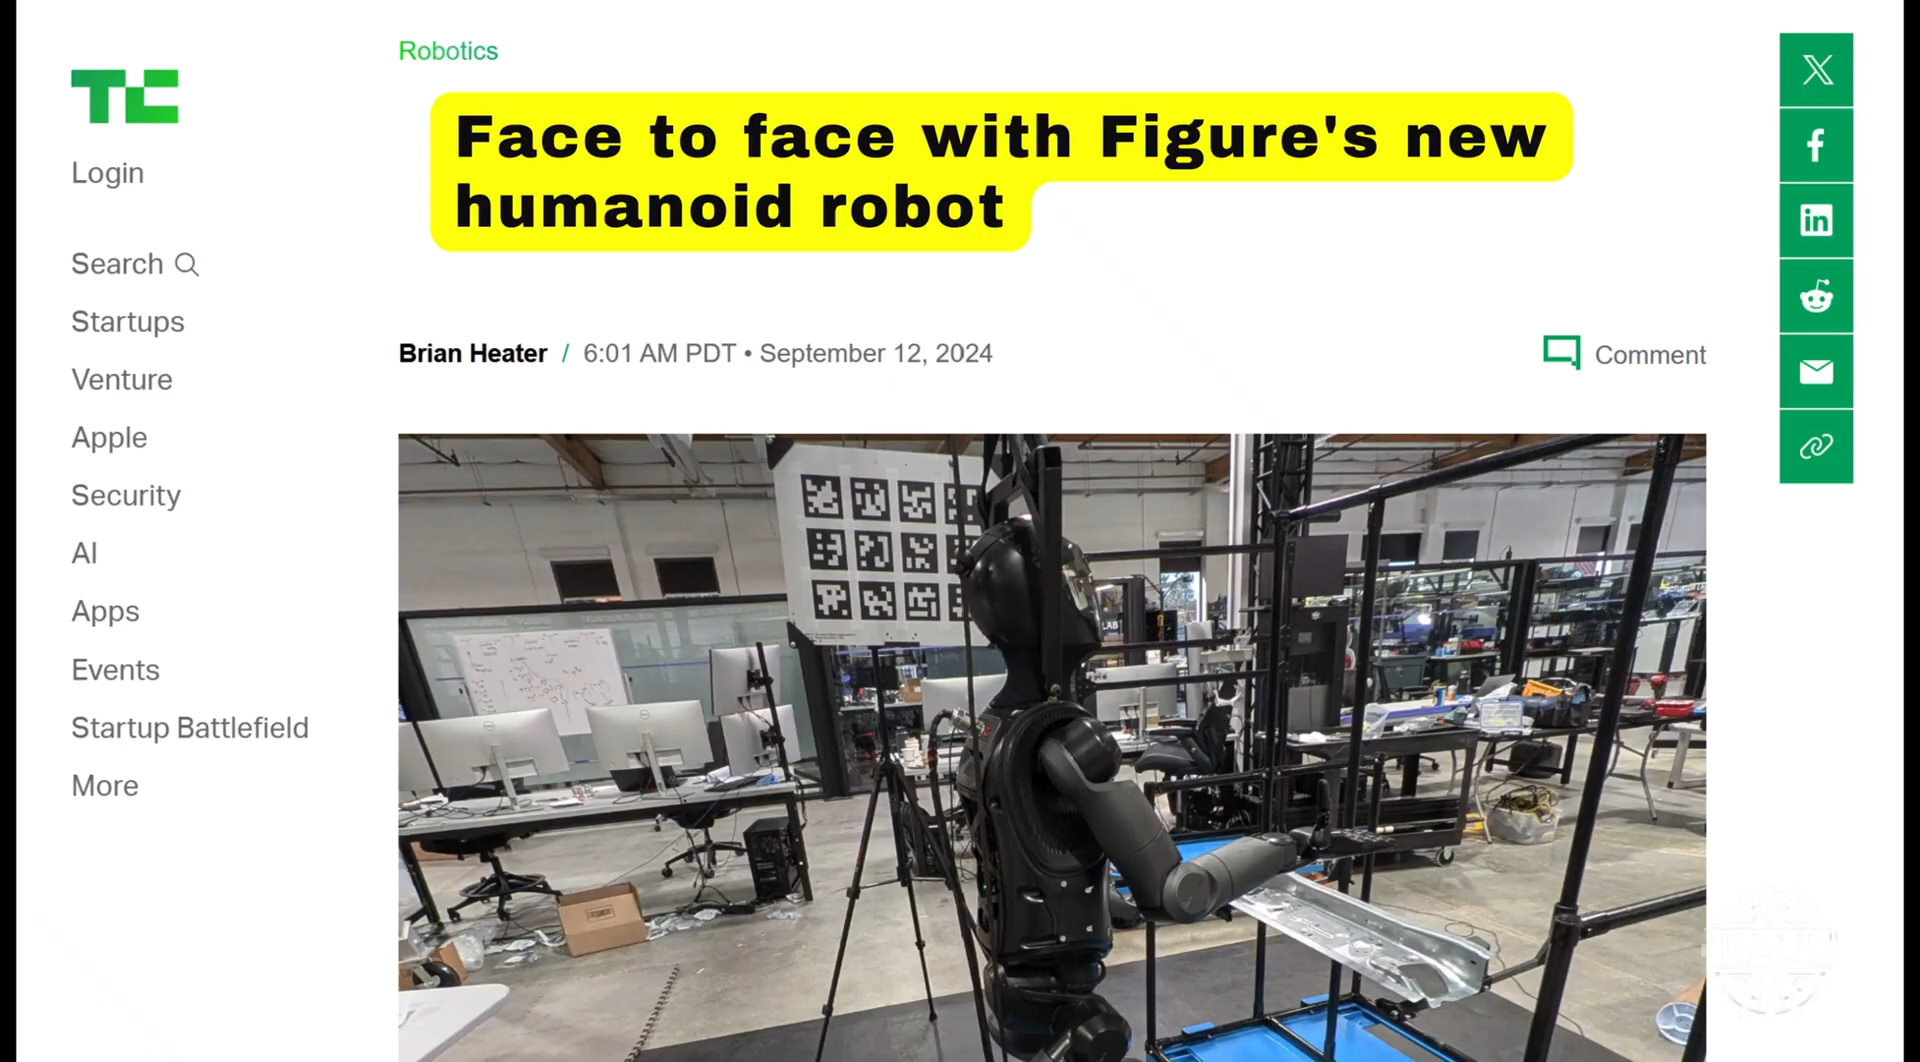 Robotics
Face to face with Figure's new
humanoid robot
TC
Login
Search
Startups
Venture
Apple
Security
AI
Apps
Events
Startup Battlefield
More
Brian Heater / 6:01 AM PDT • September 12, 2024
Comment
LAB